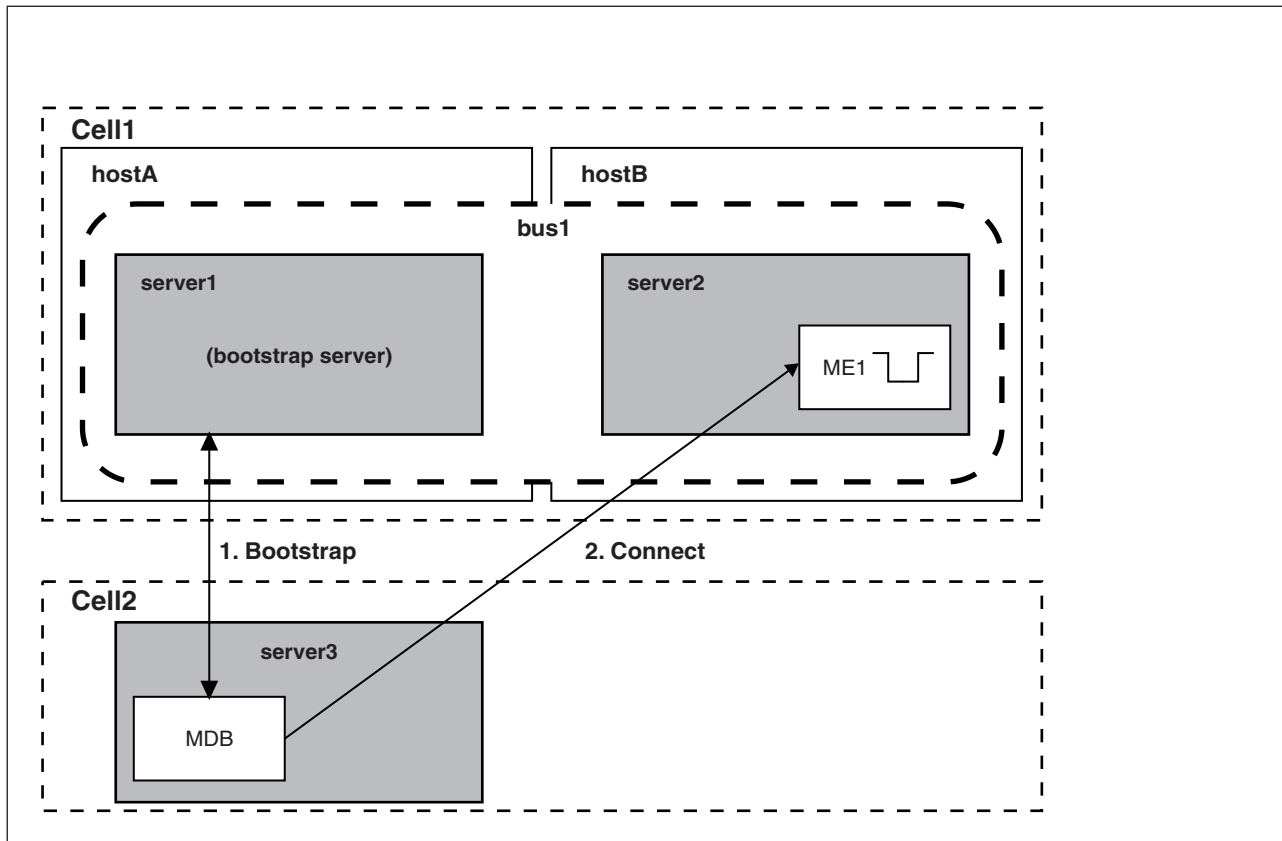 Cell1
hostA
hostB
bus1
server1
server2
(bootstrap server)
ME1
1. Bootstrap
2. Connect
Cell2
server3
MDB